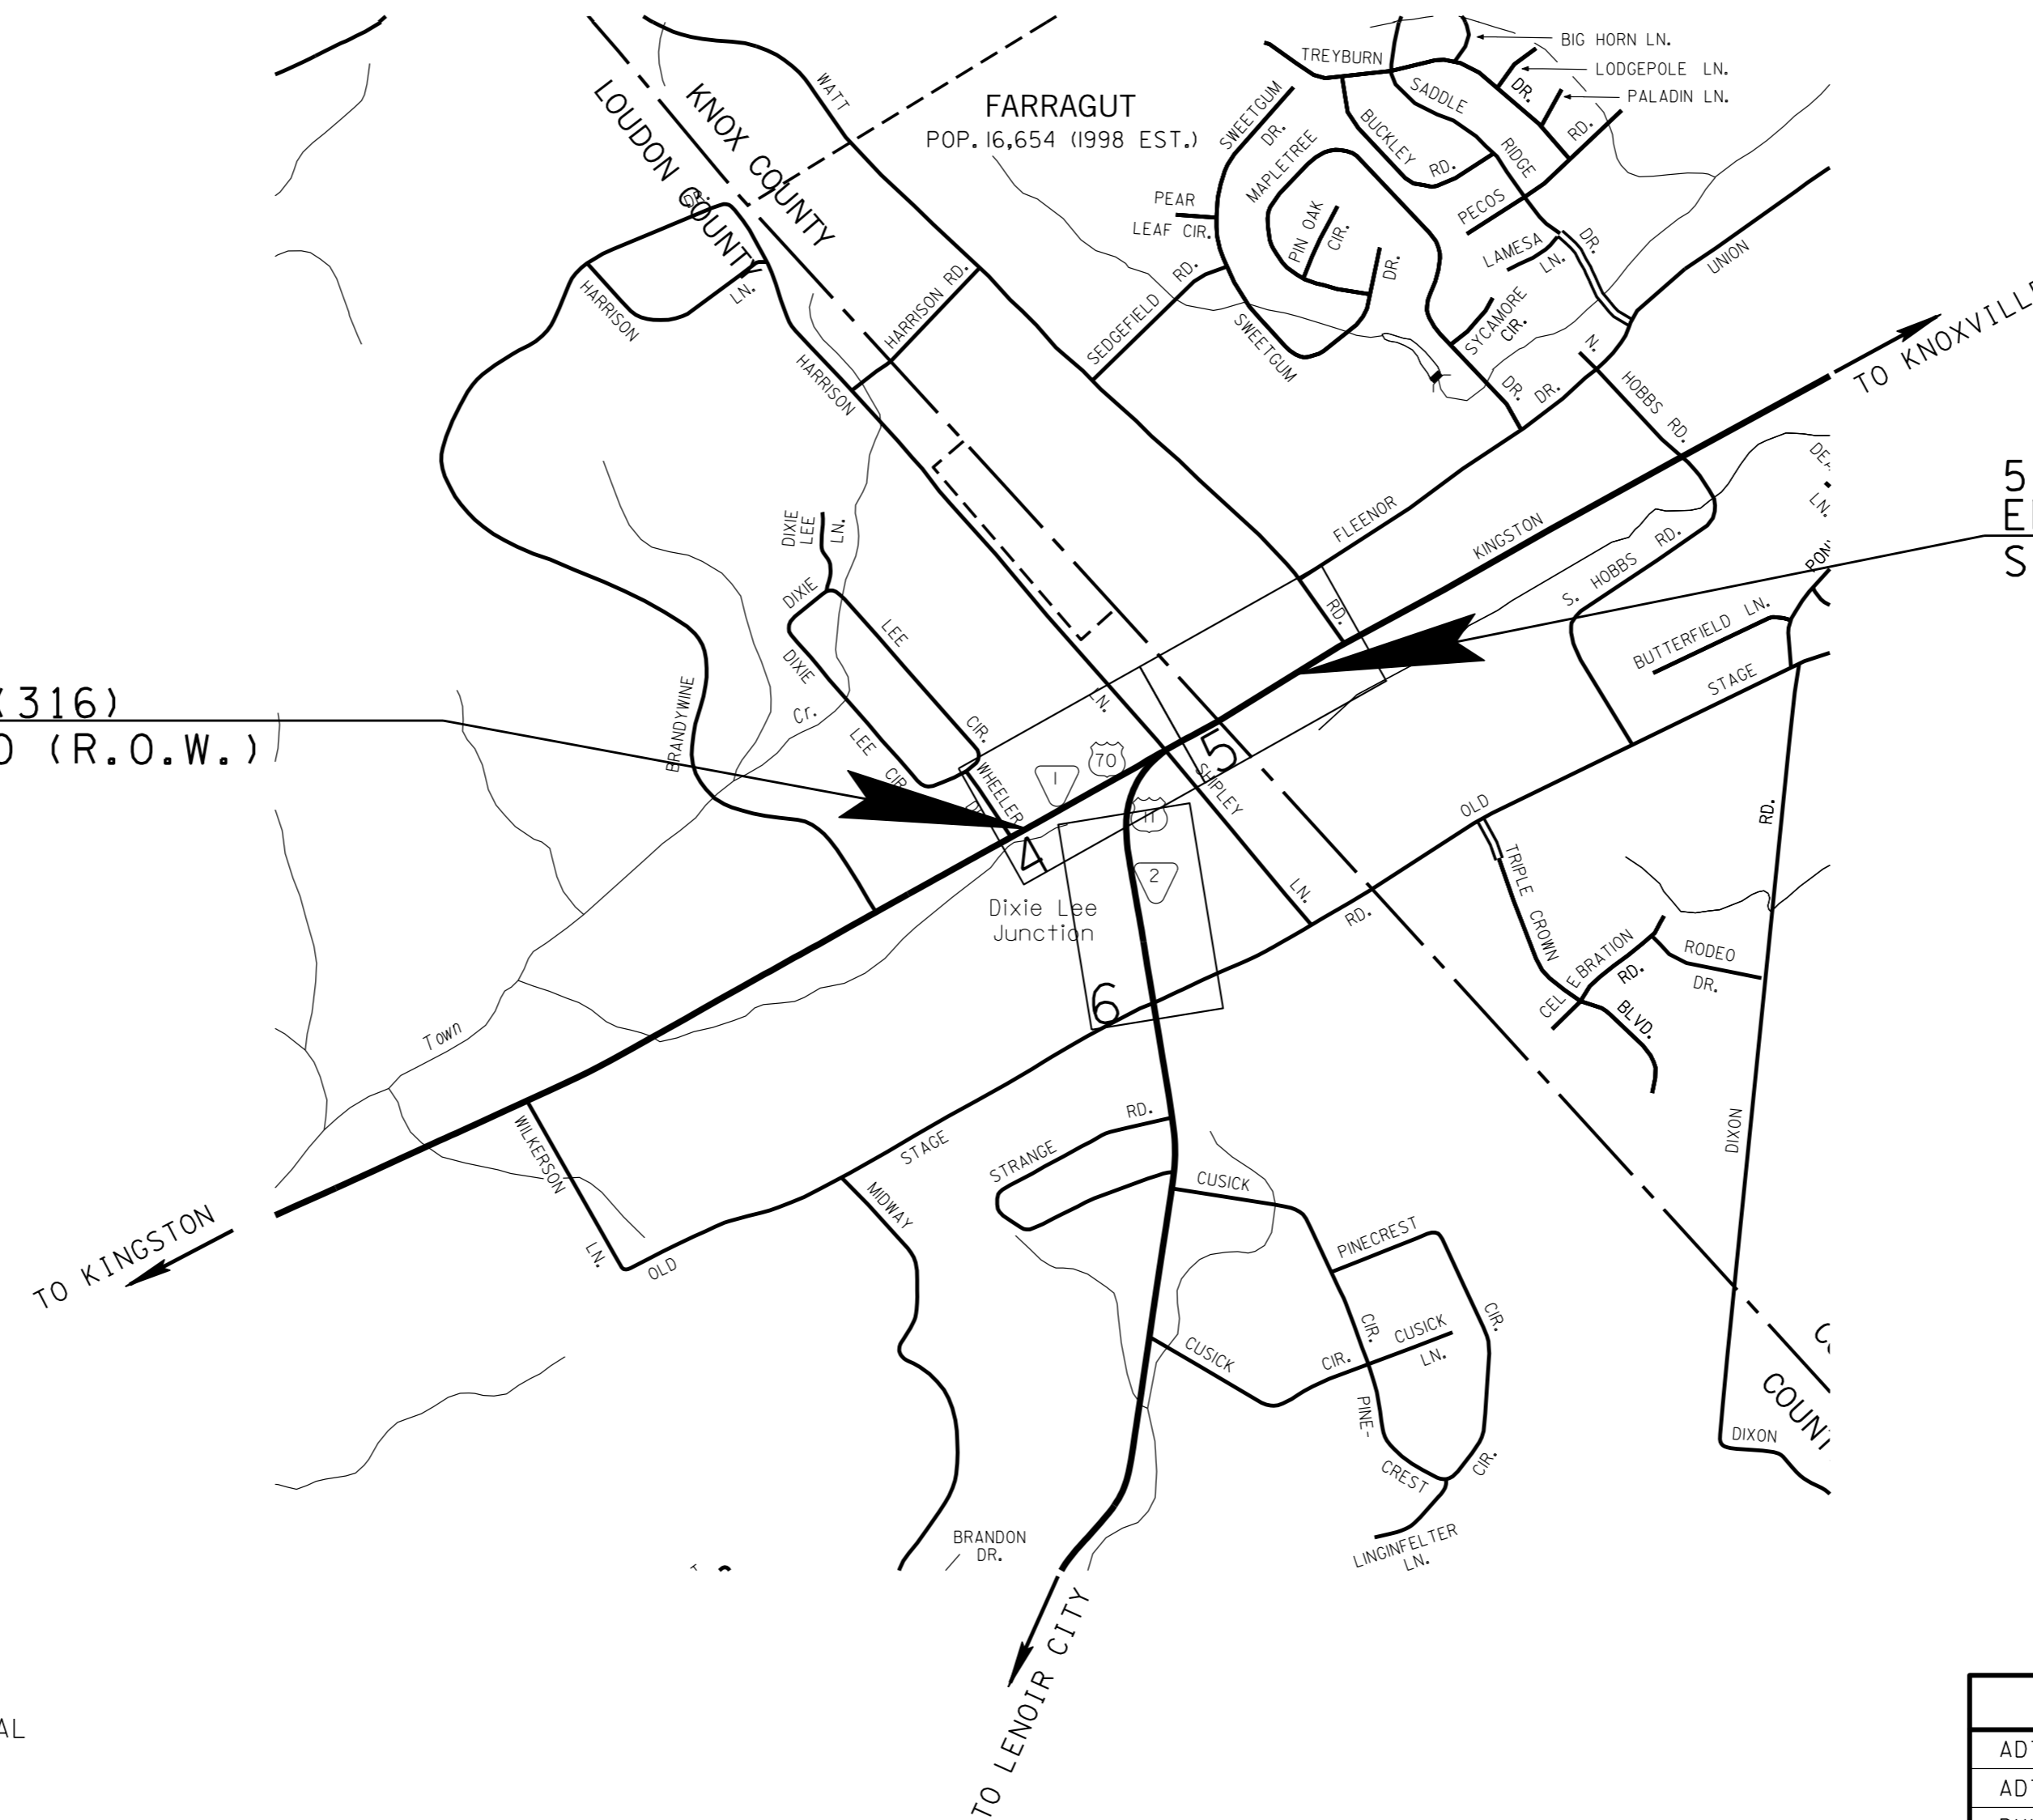 BIG HORN LN.
LODGEPOLE LN.
PALADIN LN.
TREYBURN
DR.
SADDLE
RIDGE
DR.
BUCKLEY RD.
PECOS
RD.
LAMESA
LN.
UNION
WATT
RD.
KNOX COUNTY
LOUDON COUNTY
FARRAGUT
POP. 16,654 (1998 EST.)
SWEETGUM
DR.
MAPLETREE
DR.
PEAR
LEAF CIR.
PIN OAK
CIR.
DR.
SEDGEFIELD RD.
SWEETGUM
SYCAMORE
CIR.
DR.
N.
HOBBS RD.
TO KNOXVILLE
DR.
HARRISON
LN.
HARRISON RD.
HARRISON
LN.
FLEENOR
KINGSTON
S. HOBBS RD.
LN.
BUTTERFIELD LN.
STAGE
DIXIE
LEE
LN.
DIXIE
LEE
CIR.
DIXIE
LEE
CIR.
Cr.
BRANDYWINE
(316)
(R.O.W.)
5
S
WHEELER
1
70
11
2
4
5
6
SHIPLEY
LN.
Dixie Lee
Junction
OLD
RD.
TRIPLE CROWN
BLVD.
CELEBRATION
RD.
RODEO
DR.
RD.
DIXON
DIXON
Town
WILKERSON
LN.
OLD
STAGE
MIDWAY
STRANGE
RD.
CUSICK
PINECREST
CIR.
CIR.
CUSICK
LN.
CUSICK
CIR.
PINE-
CREST
CIR.
LINGINFELTER
LN.
BRANDON
DR.
TO KINGSTON
TO LENOIR CITY